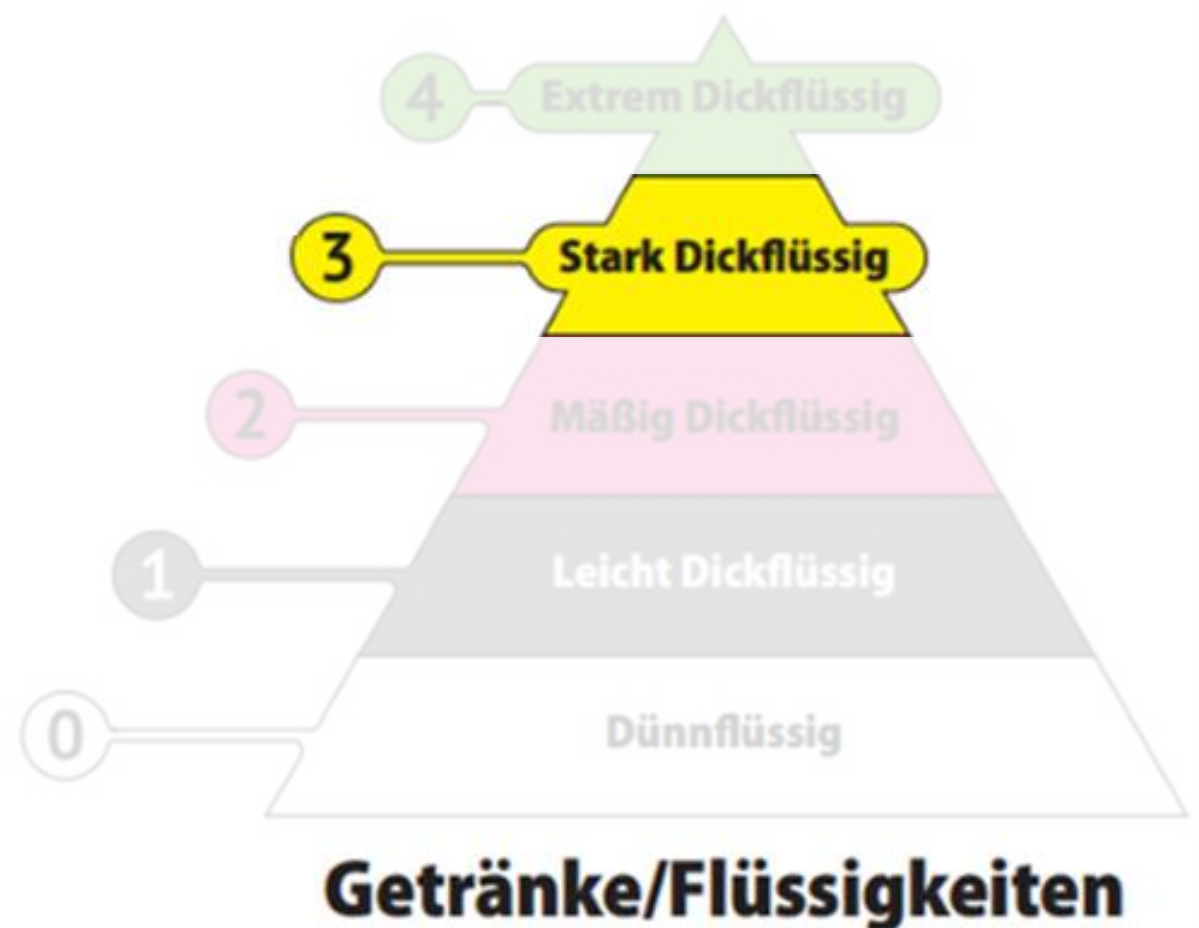 4 Extrem Dickflüssig
3 Stark Dickflüssig
2 Mäßig Dickflüssig
1 Leicht Dickflüssig
0 Dünnflüssig
Getränke/Flüssigkeiten